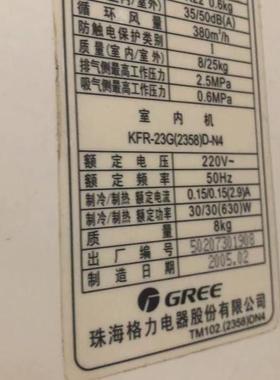 R22 0.6kg
循环风量 35/50dB(A)
防触电保护类别 380m³/h
质量(室内/室外) I
排气侧最高工作压力 8/25kg
吸气侧最高工作压力 2.5MPa
0.6MPa
室内机
KFR-23G(2358)D-N4
额定电压 220V~
额定频率 50Hz
制冷/制热 额定电流 0.15/0.15(2.9)A
制冷/制热 额定功率 30/30(630)W
质量 8kg
出厂编号 50207301908
制造日期 2005.02
GREE
珠海格力电器股份有限公司
TM102.(2358)DN4